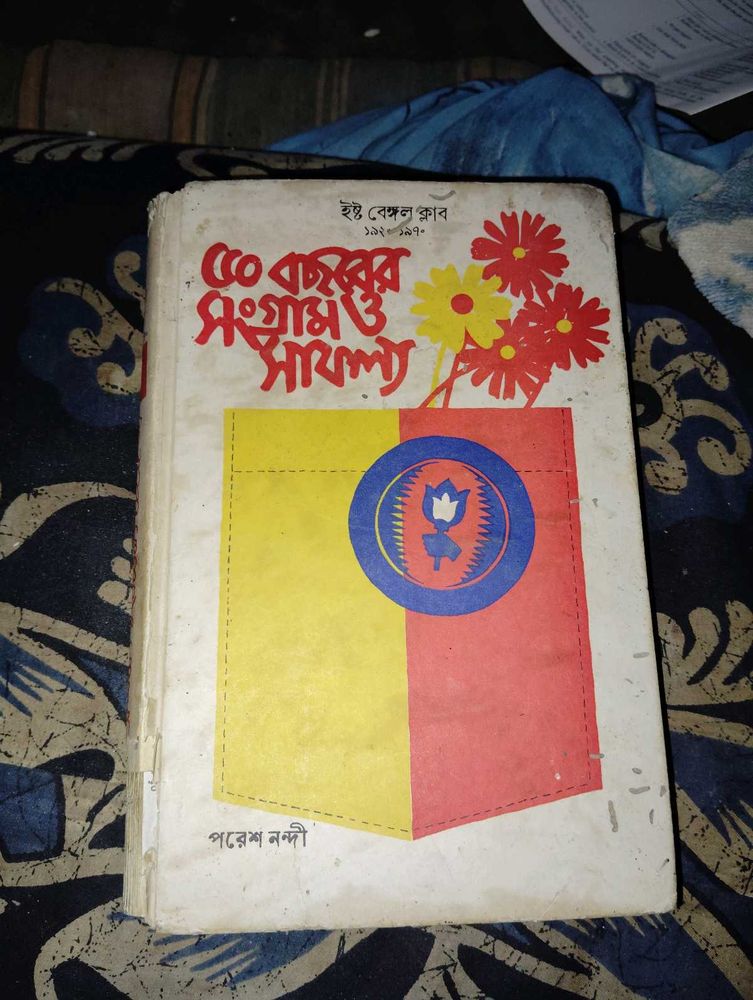 ইষ্ট বেঙ্গল ক্লাব
১৯২০ ১৯৭০
৫০ বছরের
সংগ্রাম ও
সাফল্য
পরেশ নন্দী